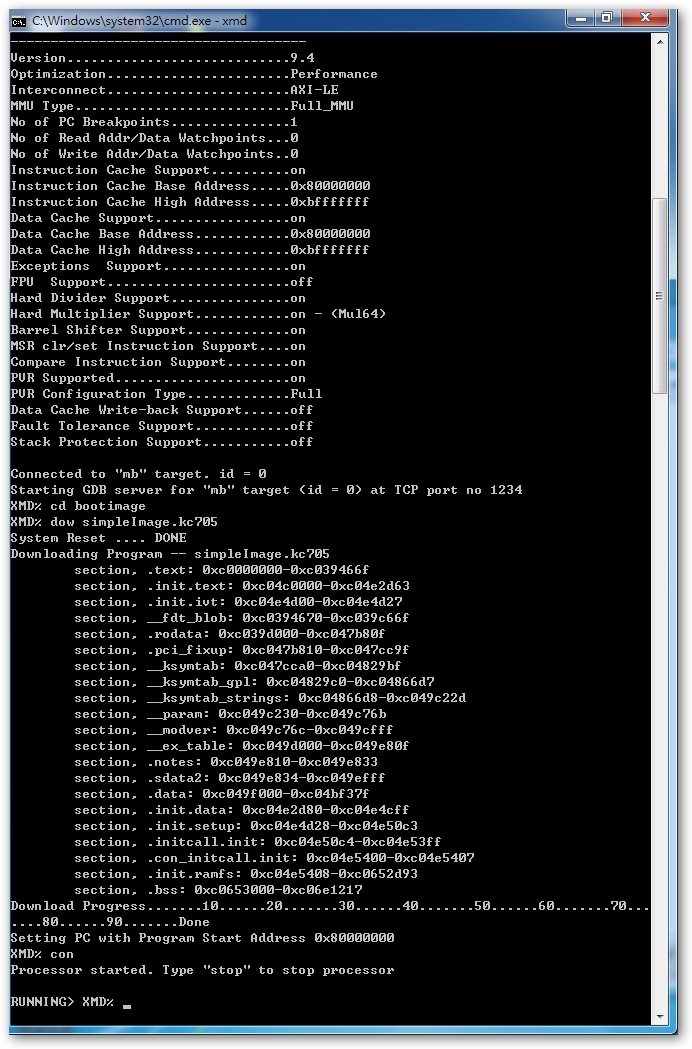 C:\Windows\system32\cmd.exe - xmd
-------------------------------------
Version............................9.4
Optimization.......................Performance
Interconnect.......................AXI-LE
MMU Type...........................Full_MMU
No of PC Breakpoints...............1
No of Read Addr/Data Watchpoints...0
No of Write Addr/Data Watchpoints..0
Instruction Cache Support..........on
Instruction Cache Base Address.....0x80000000
Instruction Cache High Address.....0xbfffffff
Data Cache Support.................on
Data Cache Base Address............0x80000000
Data Cache High Address............0xbfffffff
Exceptions  Support................on
FPU  Support.......................off
Hard Divider Support...............on
Hard Multiplier Support............on - (Mul64)
Barrel Shifter Support.............on
MSR clr/set Instruction Support....on
Compare Instruction Support........on
PVR Supported......................on
PVR Configuration Type.............Full
Data Cache Write-back Support......off
Fault Tolerance Support............off
Stack Protection Support...........off
Connected to "mb" target. id = 0
Starting GDB server for "mb" target (id = 0) at TCP port no 1234
XMD% cd bootimage
XMD% dow simpleImage.kc705
System Reset .... DONE
Downloading Program -- simpleImage.kc705
section, .text: 0xc0000000-0xc039466f
section, .init.text: 0xc04c0000-0xc04e2d63
section, .init.ivt: 0xc04e4d00-0xc04e4d27
section, __fdt_blob: 0xc0394670-0xc039c66f
section, .rodata: 0xc039d000-0xc047b80f
section, .pci_fixup: 0xc047b810-0xc047cc9f
section, __ksymtab: 0xc047cca0-0xc04829bf
section, __ksymtab_gpl: 0xc04829c0-0xc04866d7
section, __ksymtab_strings: 0xc04866d8-0xc049c22d
section, __param: 0xc049c230-0xc049c76b
section, __modver: 0xc049c76c-0xc049cfff
section, __ex_table: 0xc049d000-0xc049e80f
section, .notes: 0xc049e810-0xc049e833
section, .sdata2: 0xc049e834-0xc049efff
section, .data: 0xc049f000-0xc04bf37f
section, .init.data: 0xc04e2d80-0xc04e4cff
section, .init.setup: 0xc04e4d28-0xc04e50c3
section, .initcall.init: 0xc04e50c4-0xc04e53ff
section, .con_initcall.init: 0xc04e5400-0xc04e5407
section, .init.ramfs: 0xc04e5408-0xc0652d93
section, .bss: 0xc0653000-0xc06e1217
Download Progress.......10......20.......30......40.......50......60.......70...
....80......90.......Done
Setting PC with Program Start Address 0x80000000
XMD% con
Processor started. Type "stop" to stop processor
RUNNING> XMD% _